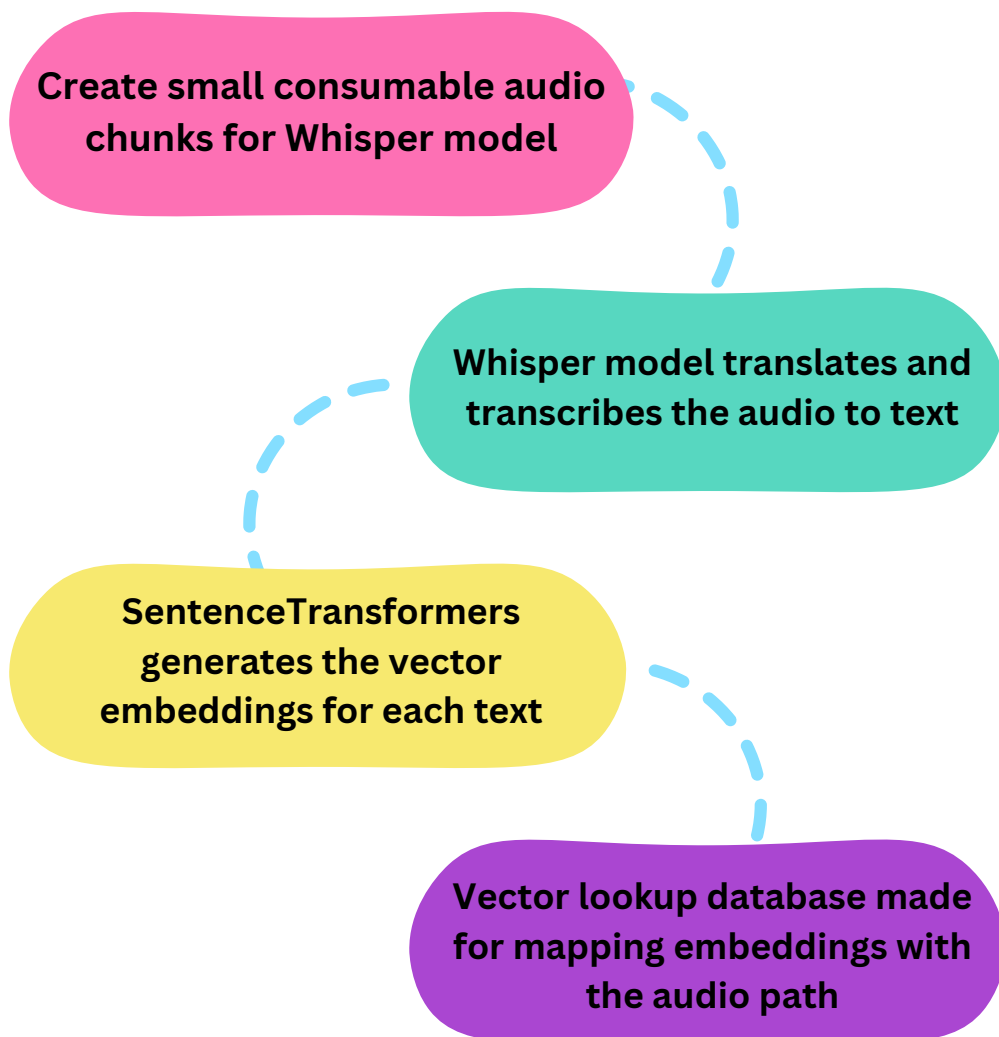 Create small consumable audio
chunks for Whisper model
Whisper model translates and
transcribes the audio to text
SentenceTransformers
generates the vector
embeddings for each text
Vector lookup database made
for mapping embeddings with
the audio path